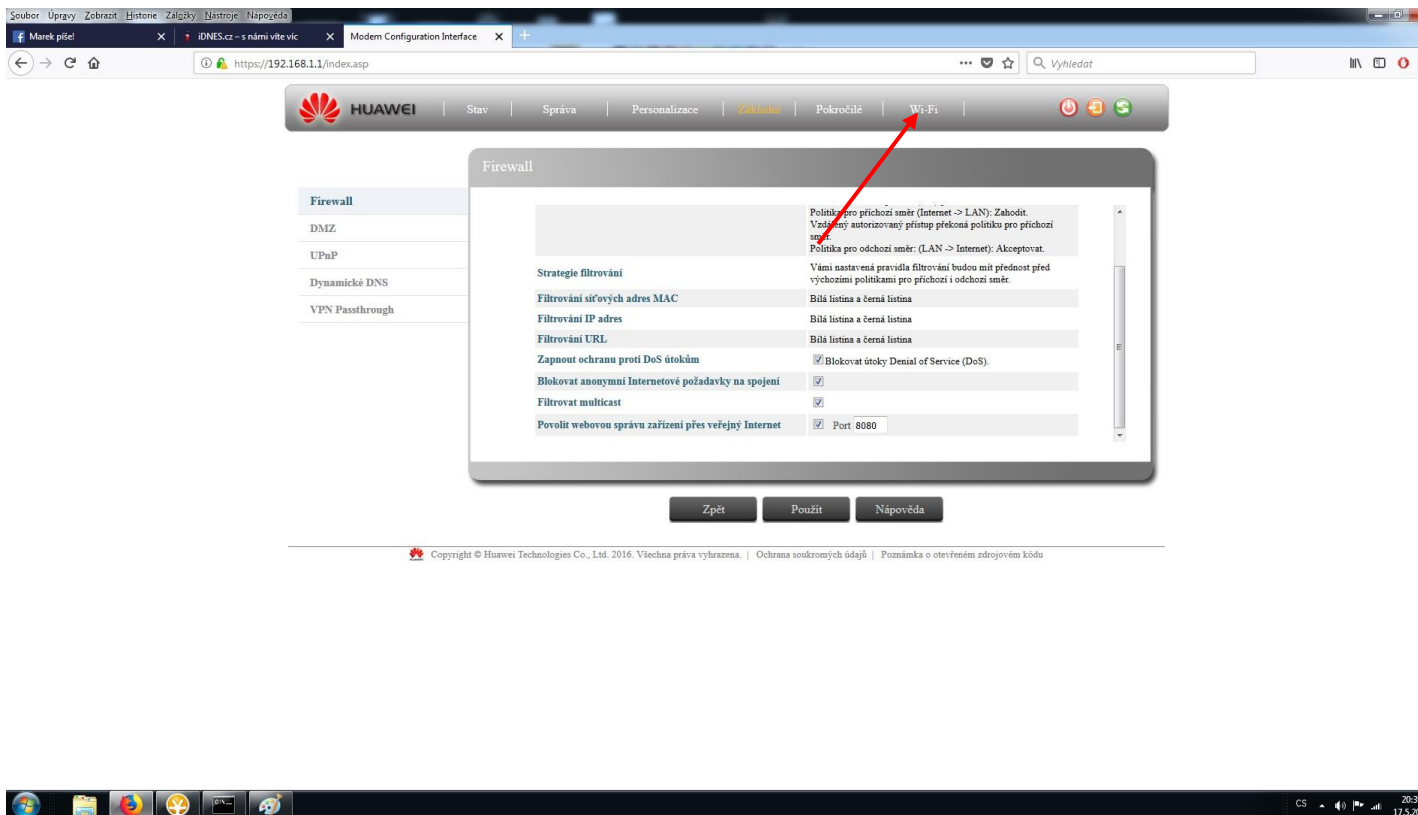 Soubor Úpravy Zobrazit Historie Záložky Nástroje Nápověda
Marek píše! iDNES.cz – s námi víte víc Modem Configuration Interface
https://192.168.1.1/index.asp Vyhledat
HUAWEI Stav Správa Personalizace Základní Pokročilé Wi-Fi
Firewall
Firewall
DMZ
UPnP
Dynamické DNS
VPN Passthrough
Politika pro příchozí směr (Internet -> LAN): Zahodit.
Vzdálený autorizovaný přístup překoná politiku pro příchozí
směr.
Politika pro odchozí směr: (LAN -> Internet): Akceptovat.
Strategie filtrování
Vámi nastavená pravidla filtrování budou mít přednost před
výchozími politikami pro příchozí i odchozí směr.
Filtrování síťových adres MAC Bílá listina a černá listina
Filtrování IP adres Bílá listina a černá listina
Filtrování URL Bílá listina a černá listina
Zapnout ochranu proti DoS útokům Blokovat útoky Denial of Service (DoS).
Blokovat anonymní Internetové požadavky na spojení
Filtrovat multicast
Povolit webovou správu zařízení přes veřejný Internet Port 8080
Zpět Použít Nápověda
Copyright © Huawei Technologies Co., Ltd. 2016. Všechna práva vyhrazena. | Ochrana soukromých údajů | Poznámka o otevřeném zdrojovém kódu
CS 20:3
17.5.20